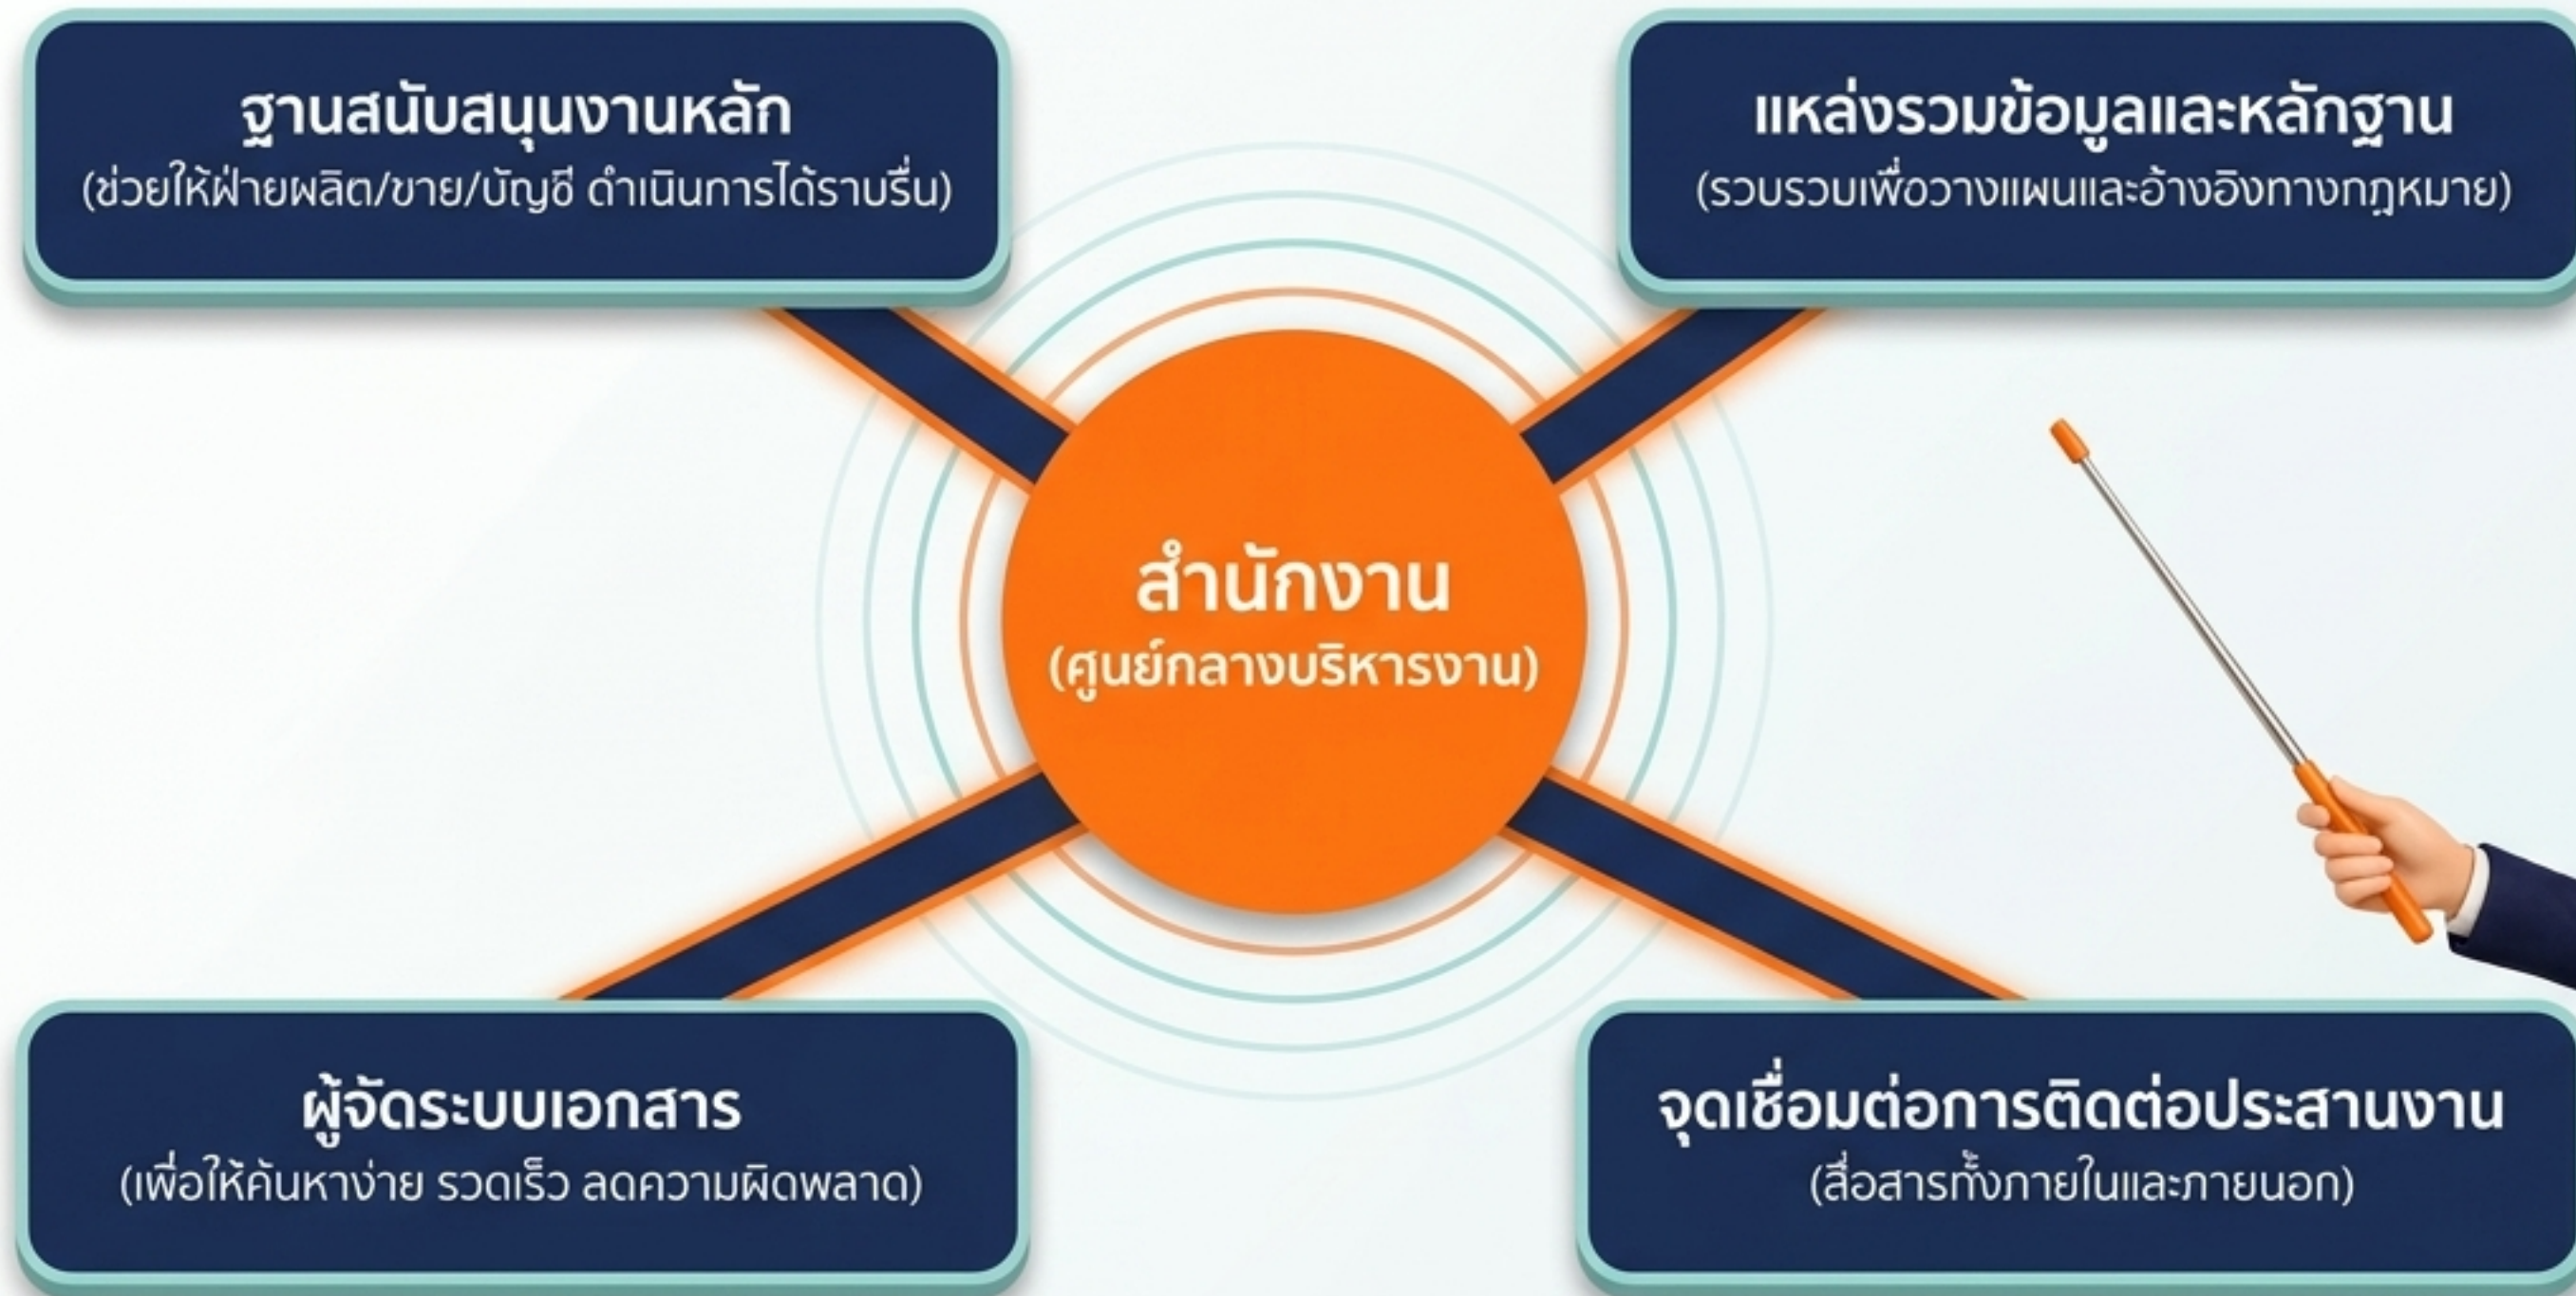 ฐานสนับสนุนงานหลัก
(ช่วยให้ฝ่ายผลิต/ขาย/บัญชี ดำเนินการได้ราบรื่น)
แหล่งรวมข้อมูลและหลักฐาน
(รวบรวบเพื่อวางแผนและอ้างอิงทางกฎหมาย)
สำนักงาน
(ศูนย์กลางบริหารงาน)
ผู้จัดระบบเอกสาร
(เพื่อให้ค้นหาง่าย รวดเร็ว ลดความผิดพลาด)
จุดเชื่อมต่อการติดต่อประสานงาน
(สื่อสารทั้งภายในและภายนอก)